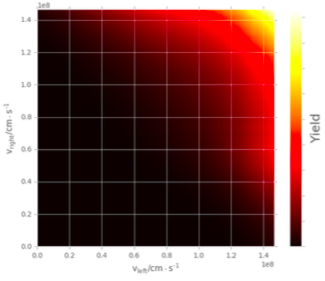 1e8
1.4
1.2
1.0
0.8
0.6
0.4
0.2
0.0
v_right/cm · s⁻¹
0.0 0.2 0.4 0.6 0.8 1.0 1.2 1.4
1e8
v_left/cm · s⁻¹
Yield